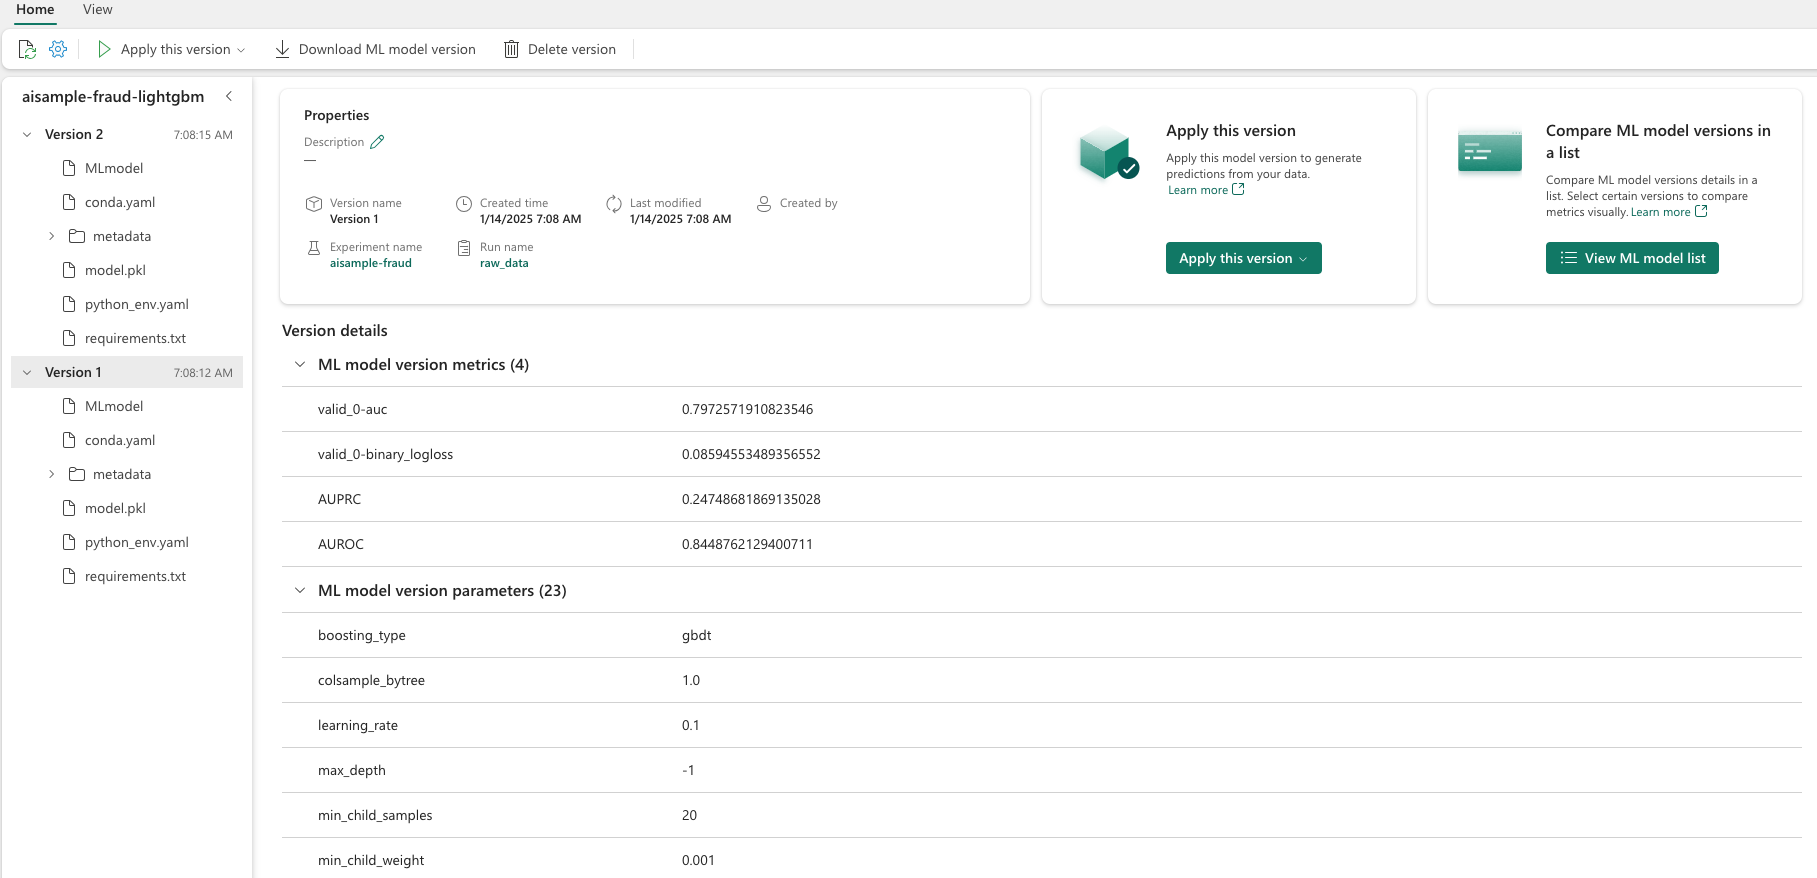 Home View
Apply this version Download ML model version Delete version
aisample-fraud-lightgbm
Version 2 7:08:15 AM
MLmodel
conda.yaml
metadata
model.pkl
python_env.yaml
requirements.txt
Version 1 7:08:12 AM
MLmodel
conda.yaml
metadata
model.pkl
python_env.yaml
requirements.txt
Properties
Description
—
Version name
Version 1
Created time
1/14/2025 7:08 AM
Last modified
1/14/2025 7:08 AM
Created by
Experiment name
aisample-fraud
Run name
raw_data
Apply this version
Apply this model version to generate
predictions from your data.
Learn more
Apply this version
Compare ML model versions in
a list
Compare ML model versions details in a
list. Select certain versions to compare
metrics visually. Learn more
View ML model list
Version details
ML model version metrics (4)
valid_0-auc 0.7972571910823546
valid_0-binary_logloss 0.08594553489356552
AUPRC 0.24748681869135028
AUROC 0.8448762129400711
ML model version parameters (23)
boosting_type gbdt
colsample_bytree 1.0
learning_rate 0.1
max_depth -1
min_child_samples 20
min_child_weight 0.001